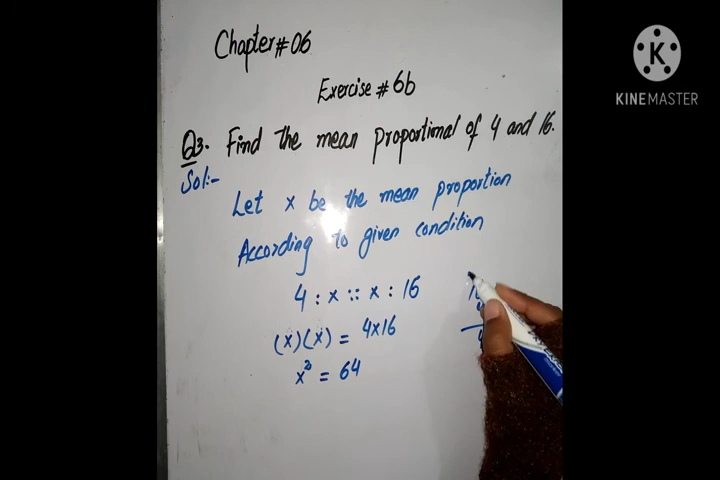 Chapter#06
Exercise #6b
Q3. Find the mean proportional of 4 and 16.
Sol:-
Let x be the mean proportion
According to given condition
4 : x :: x : 16
(x)(x) = 4x16
x² = 64
K
KINEMASTER